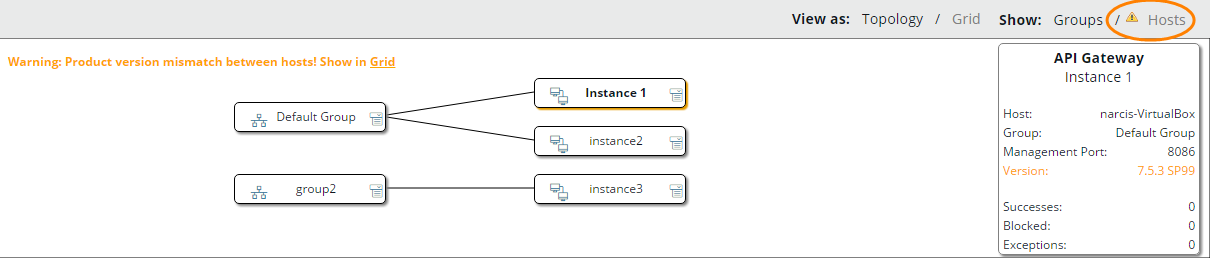 View as: Topology / Grid Show: Groups / Hosts
Warning: Product version mismatch between hosts! Show in Grid
Default Group
group2
Instance 1
instance2
instance3
API Gateway
Instance 1
Host: narcis-VirtualBox
Group: Default Group
Management Port: 8086
Version: 7.5.3 SP99
Successes: 0
Blocked: 0
Exceptions: 0